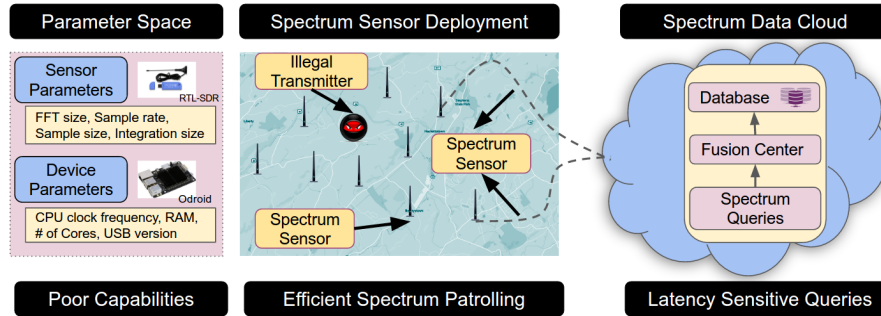 Parameter Space
Spectrum Sensor Deployment
Spectrum Data Cloud
Sensor
Parameters
RTL-SDR
FFT size, Sample rate,
Sample size, Integration size
Device
Parameters
Odroid
CPU clock frequency, RAM,
# of Cores, USB version
Illegal
Transmitter
Spectrum
Sensor
Spectrum
Sensor
Database
Fusion Center
Spectrum
Queries
Poor Capabilities
Efficient Spectrum Patrolling
Latency Sensitive Queries